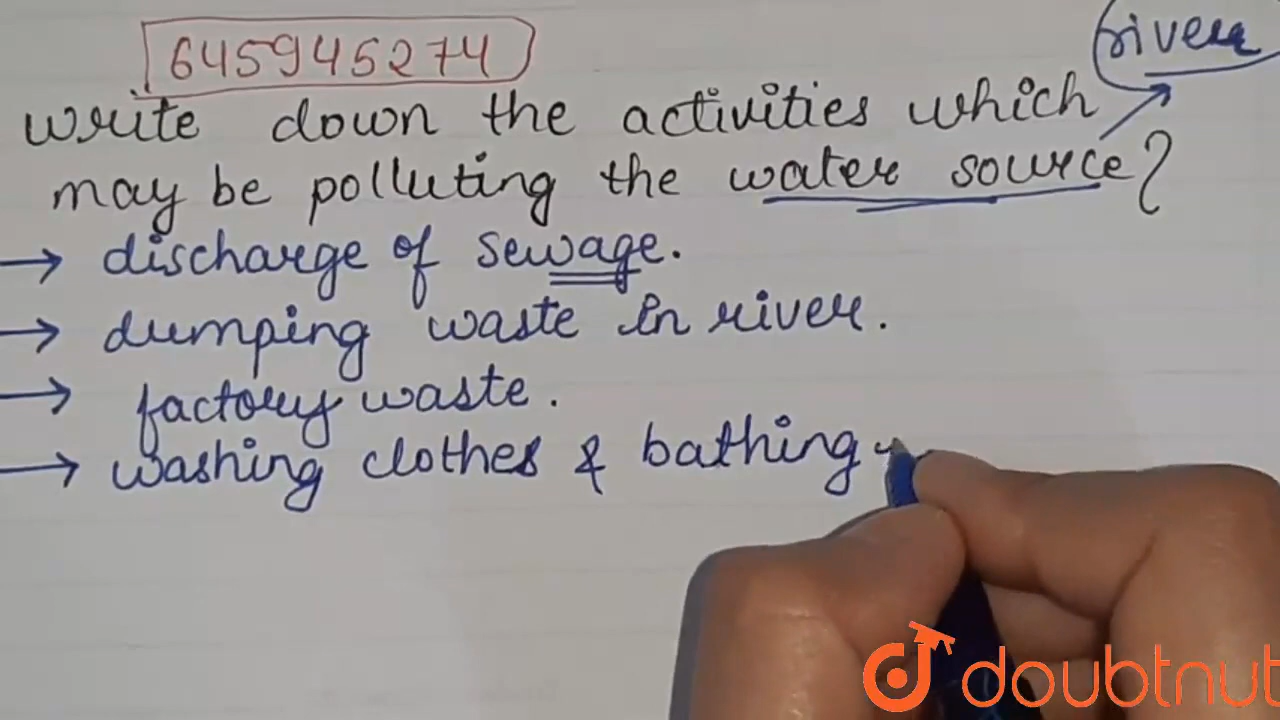 6459455274
river
write down the activities which
may be polluting the water source?
→ discharge of sewage.
→ dumping waste in river.
→ factory waste.
→ washing clothes & bathing
doubtnut